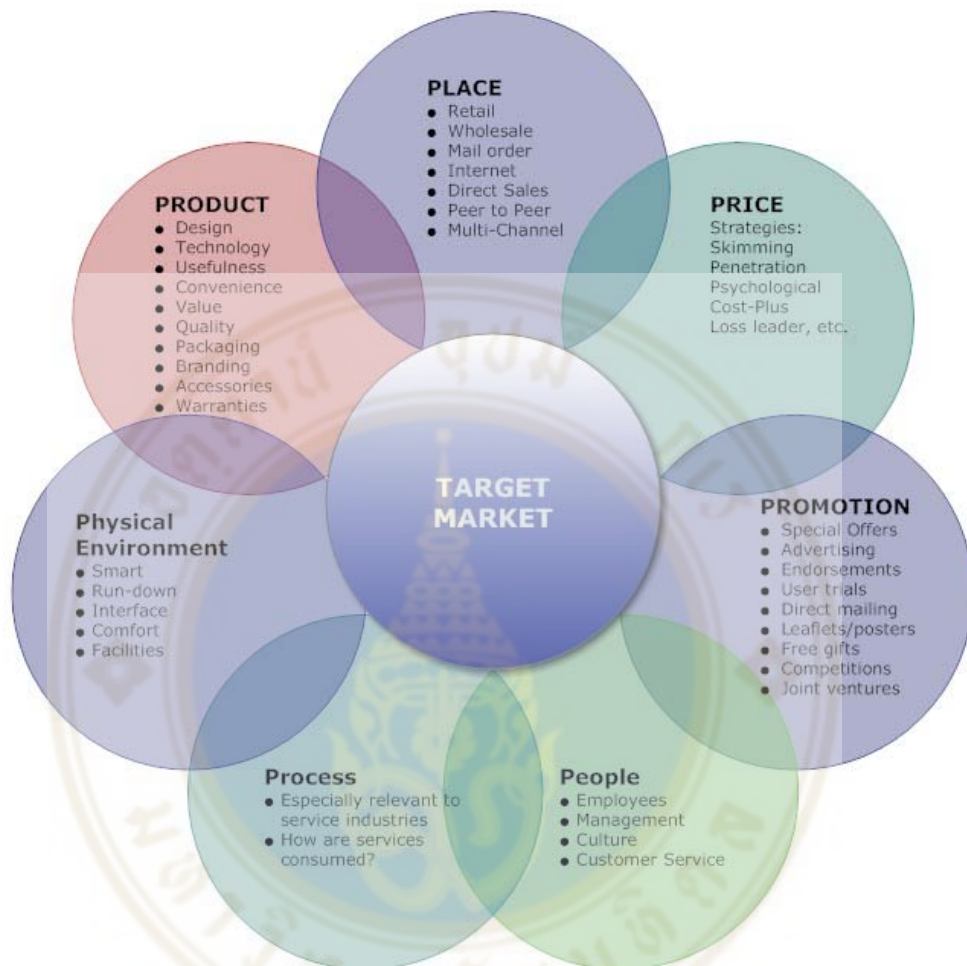 PLACE
● Retail
● Wholesale
● Mail order
● Internet
● Direct Sales
● Peer to Peer
● Multi-Channel
PRODUCT
● Design
● Technology
● Usefulness
● Convenience
● Value
● Quality
● Packaging
● Branding
● Accessories
● Warranties
PRICE
Strategies:
Skimming
Penetration
Psychological
Cost-Plus
Loss leader, etc.
TARGET
MARKET
Physical
Environment
● Smart
● Run-down
● Interface
● Comfort
● Facilities
PROMOTION
● Special Offers
● Advertising
● Endorsements
● User trials
● Direct mailing
● Leaflets/posters
● Free gifts
● Competitions
● Joint ventures
Process
● Especially relevant to
service industries
● How are services
consumed?
People
● Employees
● Management
● Culture
● Customer Service